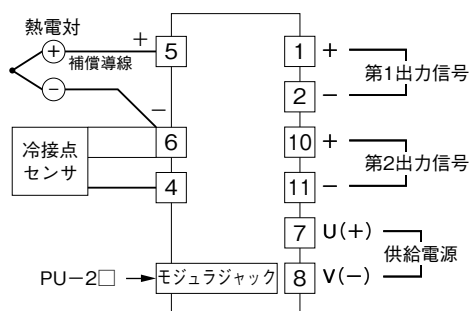 熱電対
+
補償導線
+
5
−
−
6
冷接点
センサ
4
PU−2□
モジュラジャック
1
+
第1出力信号
2
−
10
+
第2出力信号
11
−
7
U(+)
供給電源
8
V(−)